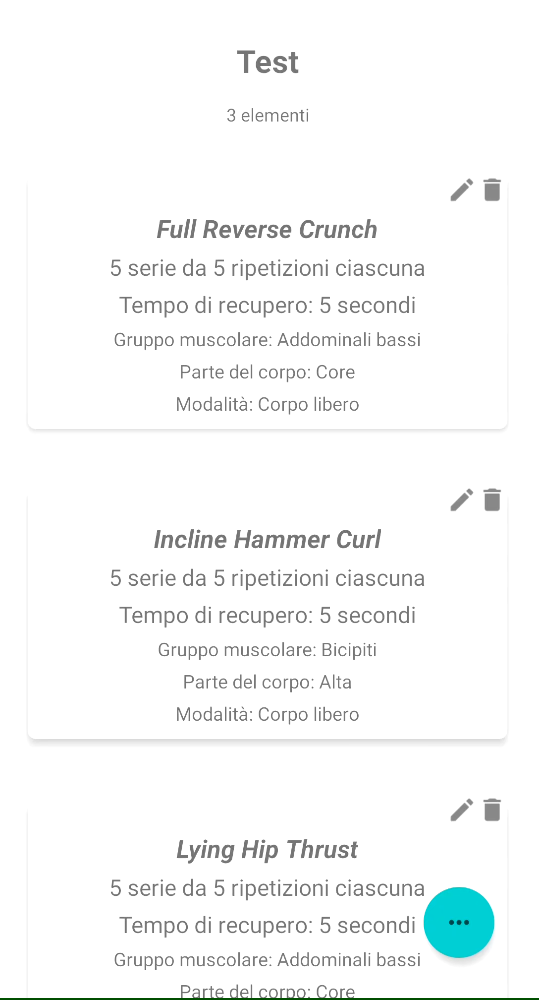 Test
3 elementi
Full Reverse Crunch
5 serie da 5 ripetizioni ciascuna
Tempo di recupero: 5 secondi
Gruppo muscolare: Addominali bassi
Parte del corpo: Core
Modalità: Corpo libero
Incline Hammer Curl
5 serie da 5 ripetizioni ciascuna
Tempo di recupero: 5 secondi
Gruppo muscolare: Bicipiti
Parte del corpo: Alta
Modalità: Corpo libero
Lying Hip Thrust
5 serie da 5 ripetizioni ciascuna
Tempo di recupero: 5 secondi
Gruppo muscolare: Addominali bassi
Parte del corpo: Core